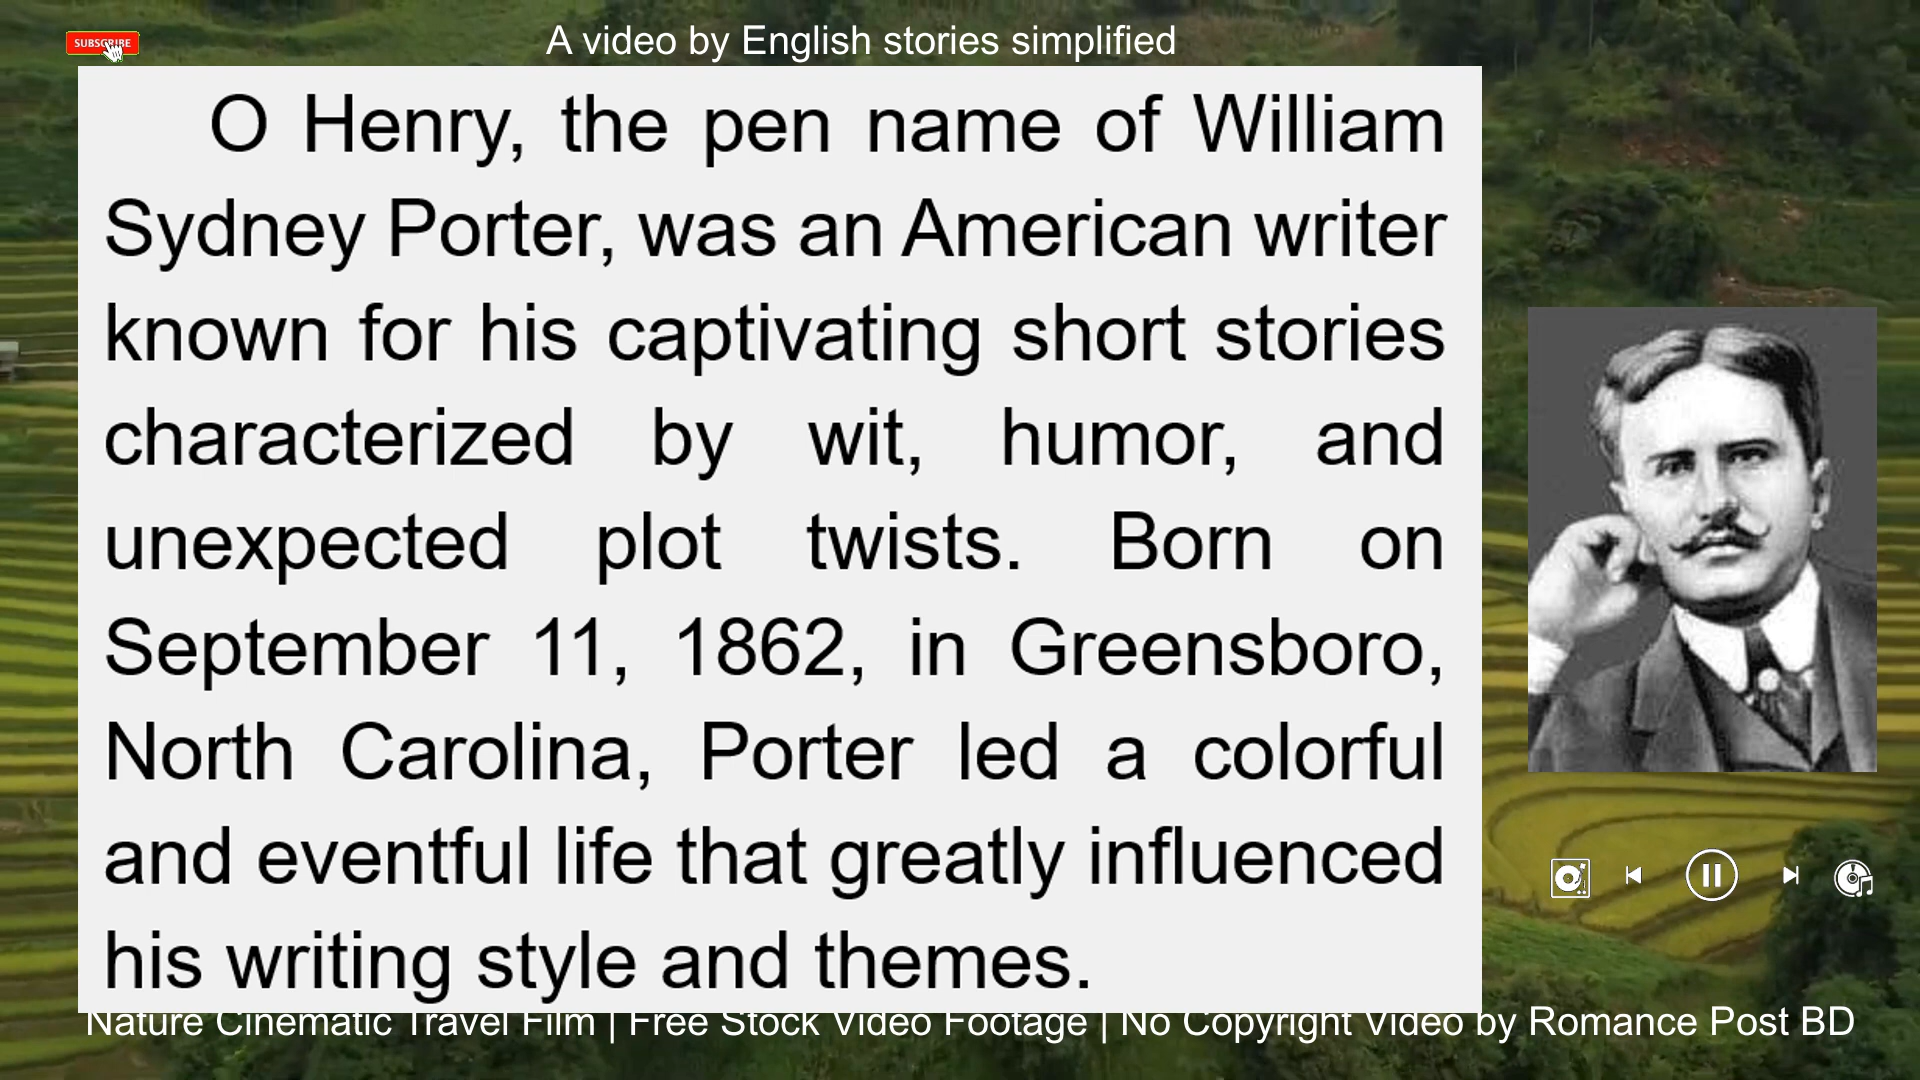 SUBSCRIBE
A video by English stories simplified
O Henry, the pen name of William
Sydney Porter, was an American writer
known for his captivating short stories
characterized by wit, humor, and
unexpected plot twists. Born on
September 11, 1862, in Greensboro,
North Carolina, Porter led a colorful
and eventful life that greatly influenced
his writing style and themes.
Nature Cinematic Travel Film | Free Stock Video Footage | No Copyright Video by Romance Post BD